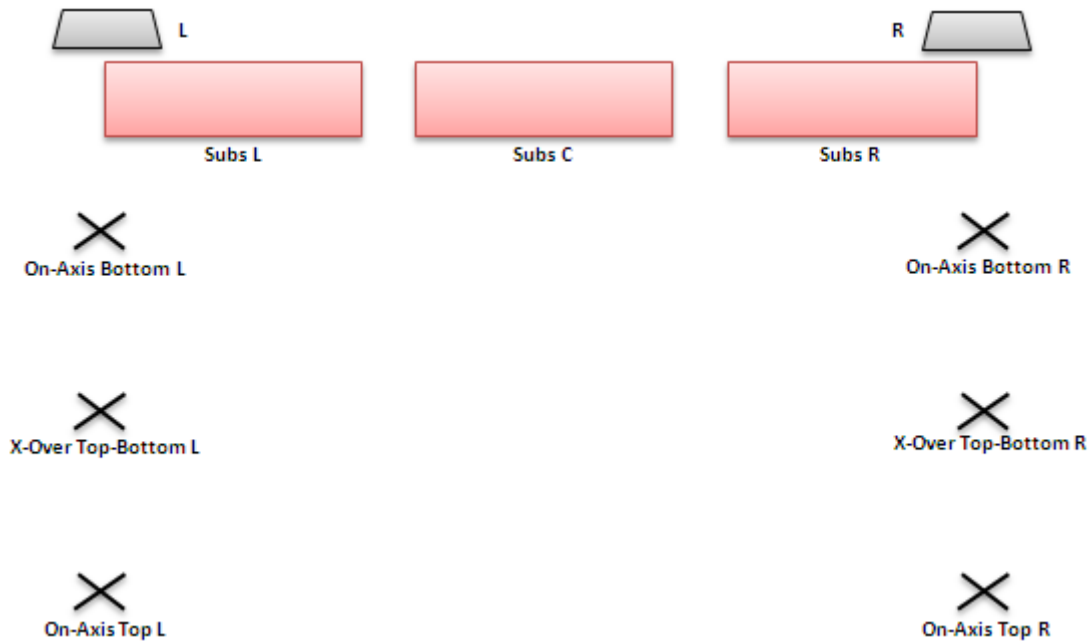 L
R
Subs L
Subs C
Subs R
On-Axis Bottom L
On-Axis Bottom R
X-Over Top-Bottom L
X-Over Top-Bottom R
On-Axis Top L
On-Axis Top R